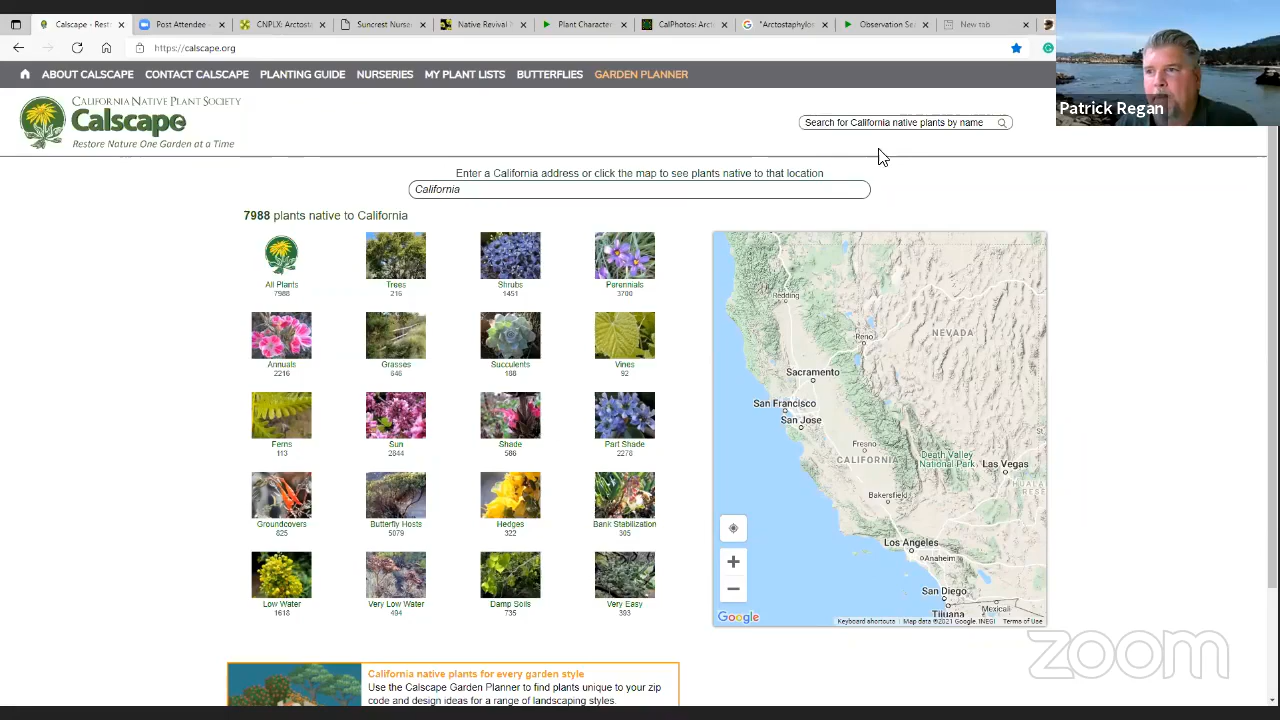 Calscape - Rest
Post Attendee
CNPLX: Arctost
Suncrest Nurse
Native Revival
Plant Character
CalPhotos: Arct
"Arctostaphylos
Observation Se
New tab
https://calscape.org
ABOUT CALSCAPE CONTACT CALSCAPE PLANTING GUIDE NURSERIES MY PLANT LISTS BUTTERFLIES GARDEN PLANNER
Patrick Regan
CALIFORNIA NATIVE PLANT SOCIETY
Calscape
Restore Nature One Garden at a Time
Search for California native plants by name
Enter a California address or click the map to see plants native to that location
California
7988 plants native to California
All Plants Trees Shrubs Perennials
7988 216 1451 3700
Annuals Grasses Succulents Vines
2216 646 188 92
Ferns Sun Shade Part Shade
113 2844 586 2276
Groundcovers Butterfly Hosts Hedges Bank Stabilization
825 5079 322 305
Low Water Very Low Water Damp Soils Very Easy
1618 494 735 393
Redding
NEVADA
Reno
Sacramento
San Francisco
San Jose
Fresno
CALIFORNIA
Death Valley
National Park
Las Vegas
Bakersfield
Los Angeles
Anaheim
San Diego
Tijuana
Mexicali
Google
Keyboard shortcuts Map data ©2021 Google, INEGI Terms of Use
zoom
California native plants for every garden style
Use the Calscape Garden Planner to find plants unique to your zip
code and design ideas for a range of landscaping styles.